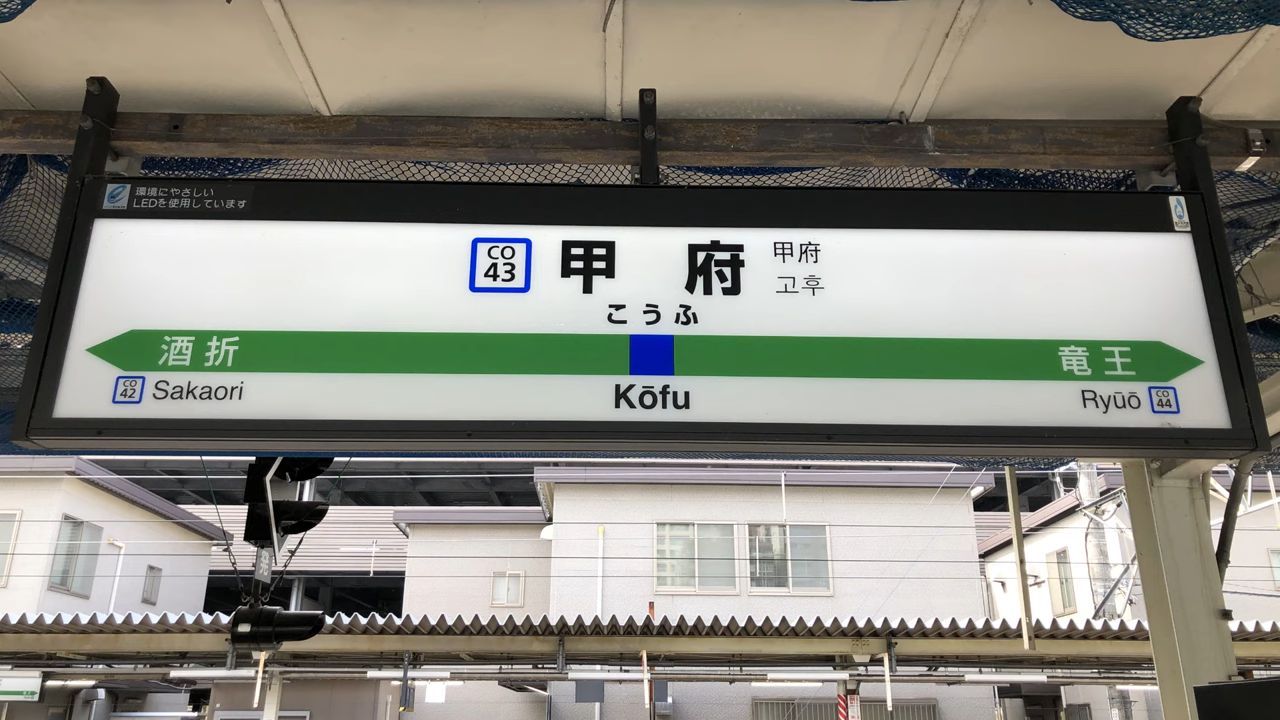 環境にやさしい
LEDを使用しています
CO
43
甲府
甲府
고후
こうふ
酒折
竜王
CO
42
Sakaori
Kōfu
Ryūō
CO
44